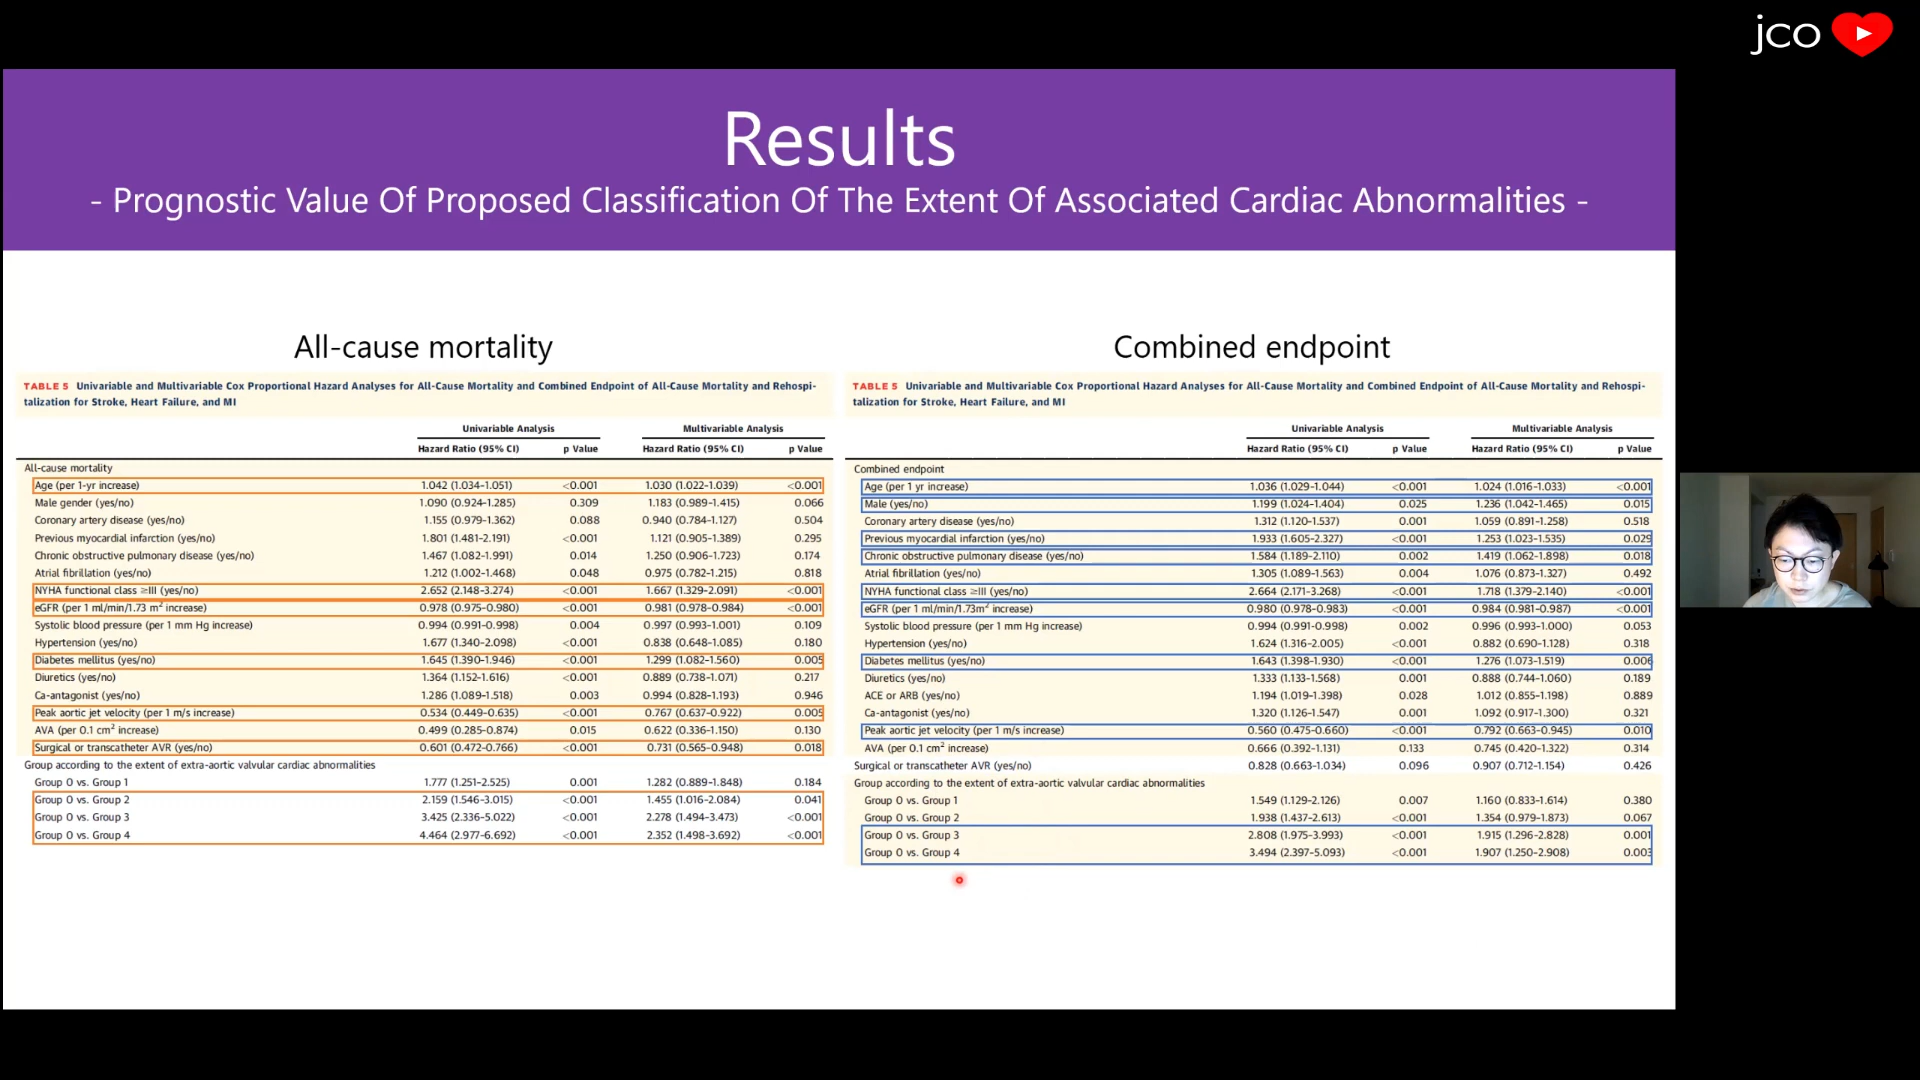 jco
Results
- Prognostic Value Of Proposed Classification Of The Extent Of Associated Cardiac Abnormalities -
All-cause mortality
TABLE 5 Univariable and Multivariable Cox Proportional Hazard Analyses for All-Cause Mortality and Combined Endpoint of All-Cause Mortality and Rehospi-
talization for Stroke, Heart Failure, and MI
Univariable Analysis Multivariable Analysis
Hazard Ratio (95% CI) p Value Hazard Ratio (95% CI) p Value
All-cause mortality
Age (per 1-yr increase) 1.042 (1.034-1.051) <0.001 1.030 (1.022-1.039) <0.001
Male gender (yes/no) 1.090 (0.924-1.285) 0.309 1.183 (0.989-1.415) 0.066
Coronary artery disease (yes/no) 1.155 (0.979-1.362) 0.088 0.940 (0.784-1.127) 0.504
Previous myocardial infarction (yes/no) 1.801 (1.481-2.191) <0.001 1.121 (0.905-1.389) 0.295
Chronic obstructive pulmonary disease (yes/no) 1.467 (1.082-1.991) 0.014 1.250 (0.906-1.723) 0.174
Atrial fibrillation (yes/no) 1.212 (1.002-1.468) 0.048 0.975 (0.782-1.215) 0.818
NYHA functional class ≥III (yes/no) 2.652 (2.148-3.274) <0.001 1.667 (1.329-2.091) <0.001
eGFR (per 1 ml/min/1.73 m² increase) 0.978 (0.975-0.980) <0.001 0.981 (0.978-0.984) <0.001
Systolic blood pressure (per 1 mm Hg increase) 0.994 (0.991-0.998) 0.004 0.997 (0.993-1.001) 0.109
Hypertension (yes/no) 1.677 (1.340-2.098) <0.001 0.838 (0.648-1.085) 0.180
Diabetes mellitus (yes/no) 1.645 (1.390-1.946) <0.001 1.299 (1.082-1.560) 0.005
Diuretics (yes/no) 1.364 (1.152-1.616) <0.001 0.889 (0.738-1.071) 0.217
Ca-antagonist (yes/no) 1.286 (1.089-1.518) 0.003 0.994 (0.828-1.193) 0.946
Peak aortic jet velocity (per 1 m/s increase) 0.534 (0.449-0.635) <0.001 0.767 (0.637-0.922) 0.005
AVA (per 0.1 cm² increase) 0.499 (0.285-0.874) 0.015 0.622 (0.336-1.150) 0.130
Surgical or transcatheter AVR (yes/no) 0.601 (0.472-0.766) <0.001 0.731 (0.565-0.948) 0.018
Group according to the extent of extra-aortic valvular cardiac abnormalities
Group 0 vs. Group 1 1.777 (1.251-2.525) 0.001 1.282 (0.889-1.848) 0.184
Group 0 vs. Group 2 2.159 (1.546-3.015) <0.001 1.455 (1.016-2.084) 0.041
Group 0 vs. Group 3 3.425 (2.336-5.022) <0.001 2.278 (1.494-3.473) <0.001
Group 0 vs. Group 4 4.464 (2.977-6.692) <0.001 2.352 (1.498-3.692) <0.001
Combined endpoint
TABLE 5 Univariable and Multivariable Cox Proportional Hazard Analyses for All-Cause Mortality and Combined Endpoint of All-Cause Mortality and Rehospi-
talization for Stroke, Heart Failure, and MI
Univariable Analysis Multivariable Analysis
Hazard Ratio (95% CI) p Value Hazard Ratio (95% CI) p Value
Combined endpoint
Age (per 1 yr increase) 1.036 (1.029-1.044) <0.001 1.024 (1.016-1.033) <0.001
Male (yes/no) 1.199 (1.024-1.404) 0.025 1.236 (1.042-1.465) 0.015
Coronary artery disease (yes/no) 1.312 (1.120-1.537) 0.001 1.059 (0.891-1.258) 0.518
Previous myocardial infarction (yes/no) 1.933 (1.605-2.327) <0.001 1.253 (1.023-1.535) 0.029
Chronic obstructive pulmonary disease (yes/no) 1.584 (1.189-2.110) 0.002 1.419 (1.062-1.898) 0.018
Atrial fibrillation (yes/no) 1.305 (1.089-1.563) 0.004 1.076 (0.873-1.327) 0.492
NYHA functional class ≥III (yes/no) 2.664 (2.171-3.268) <0.001 1.718 (1.379-2.140) <0.001
eGFR (per 1 ml/min/1.73m² increase) 0.980 (0.978-0.983) <0.001 0.984 (0.981-0.987) <0.001
Systolic blood pressure (per 1 mm Hg increase) 0.994 (0.991-0.998) 0.002 0.996 (0.993-1.000) 0.053
Hypertension (yes/no) 1.624 (1.316-2.005) <0.001 0.882 (0.690-1.128) 0.318
Diabetes mellitus (yes/no) 1.643 (1.398-1.930) <0.001 1.276 (1.073-1.519) 0.006
Diuretics (yes/no) 1.333 (1.133-1.568) 0.001 0.888 (0.744-1.060) 0.189
ACE or ARB (yes/no) 1.194 (1.019-1.398) 0.028 1.012 (0.855-1.198) 0.889
Ca-antagonist (yes/no) 1.320 (1.126-1.547) 0.001 1.092 (0.917-1.300) 0.321
Peak aortic jet velocity (per 1 m/s increase) 0.560 (0.475-0.660) <0.001 0.792 (0.663-0.945) 0.010
AVA (per 0.1 cm² increase) 0.666 (0.392-1.131) 0.133 0.745 (0.420-1.322) 0.314
Surgical or transcatheter AVR (yes/no) 0.828 (0.663-1.034) 0.096 0.907 (0.712-1.154) 0.426
Group according to the extent of extra-aortic valvular cardiac abnormalities
Group 0 vs. Group 1 1.549 (1.129-2.126) 0.007 1.160 (0.833-1.614) 0.380
Group 0 vs. Group 2 1.938 (1.437-2.613) <0.001 1.354 (0.979-1.873) 0.067
Group 0 vs. Group 3 2.808 (1.975-3.993) <0.001 1.915 (1.296-2.828) 0.001
Group 0 vs. Group 4 3.494 (2.397-5.093) <0.001 1.907 (1.250-2.908) 0.003